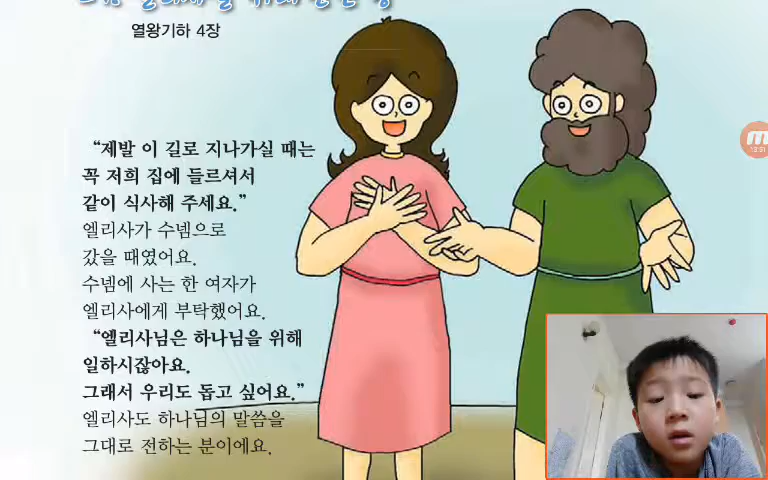 열왕기하 4장
“제발 이 길로 지나가실 때는
꼭 저희 집에 들르셔서
같이 식사해 주세요.”
엘리사가 수넴으로
갔을 때였어요.
수넴에 사는 한 여자가
엘리사에게 부탁했어요.
“엘리사님은 하나님을 위해
일하시잖아요.
그래서 우리도 돕고 싶어요.”
엘리사도 하나님의 말씀을
그대로 전하는 분이에요.